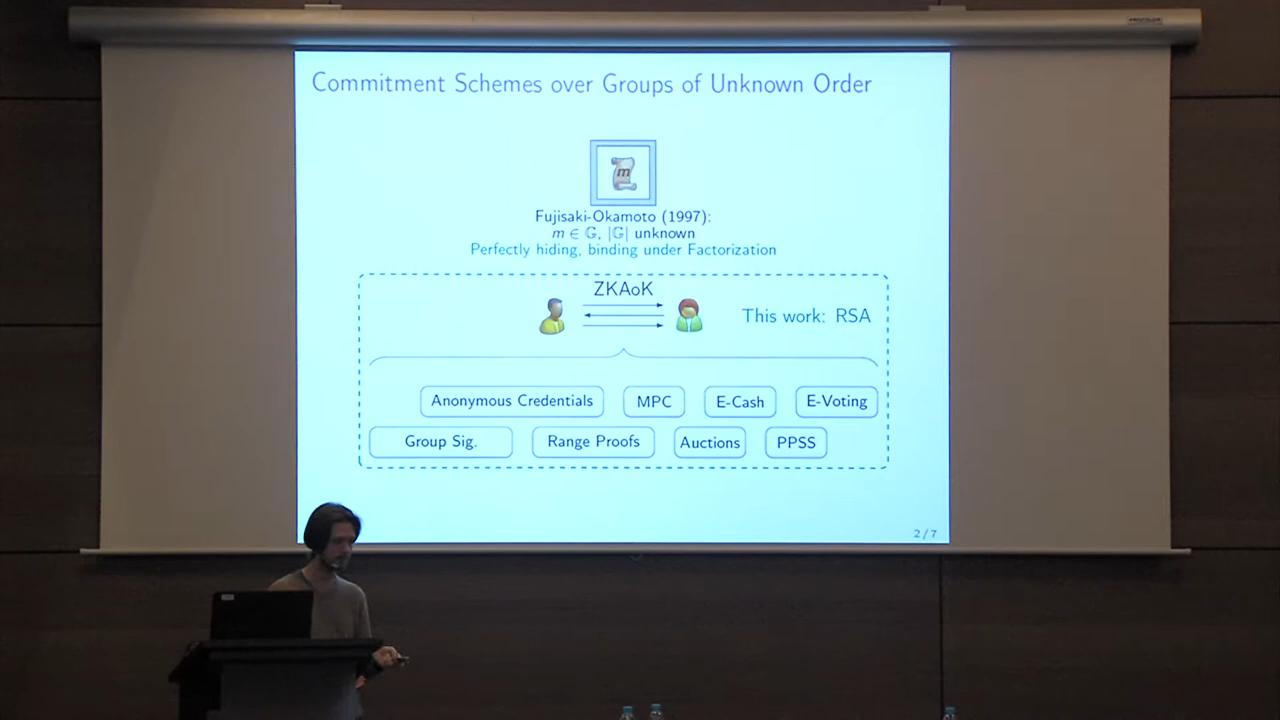 Commitment Schemes over Groups of Unknown Order
m
Fujisaki-Okamoto (1997):
m ∈ 𝔾, |𝔾| unknown
Perfectly hiding, binding under Factorization
ZKAoK
This work: RSA
Anonymous Credentials
MPC
E-Cash
E-Voting
Group Sig.
Range Proofs
Auctions
PPSS
2 / 7